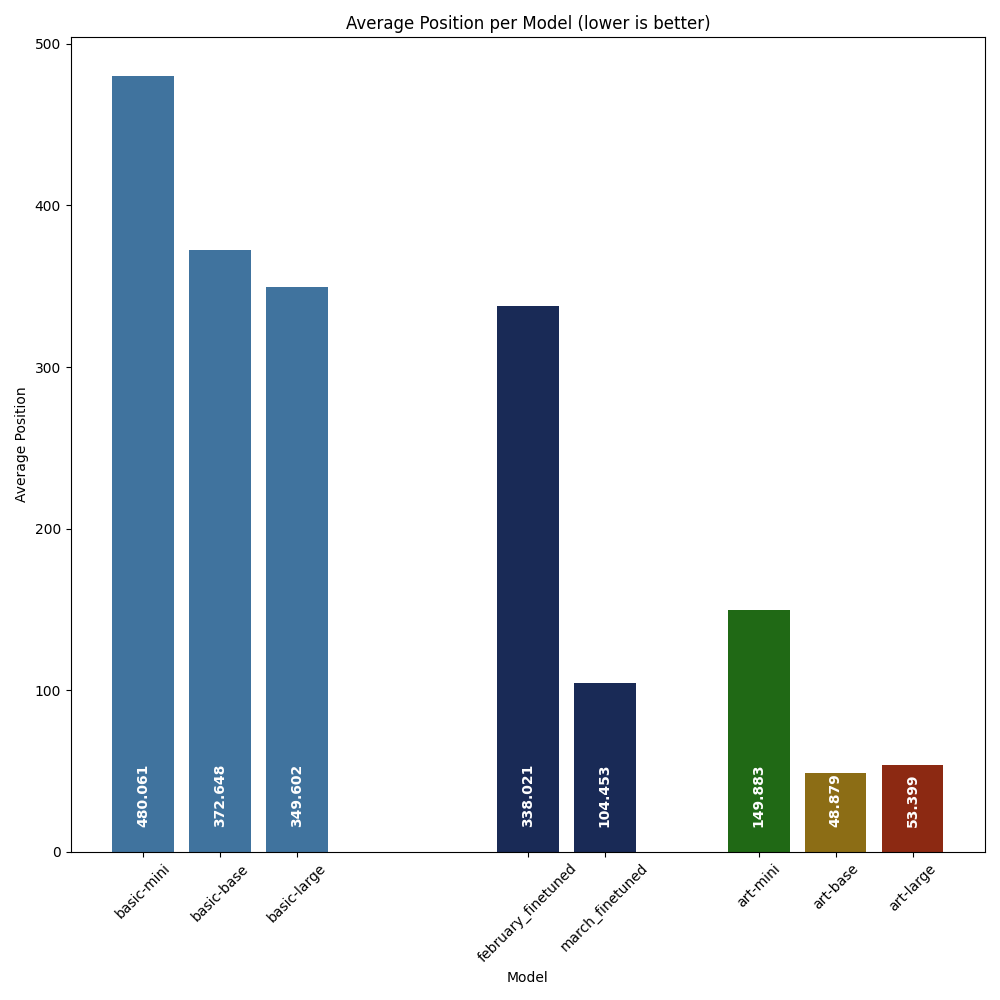 Average Position per Model (lower is better)
Average Position
500
400
300
200
100
0
480.061
372.648
349.602
338.021
104.453
149.883
48.879
53.399
basic-mini
basic-base
basic-large
february_finetuned
march_finetuned
art-mini
art-base
art-large
Model